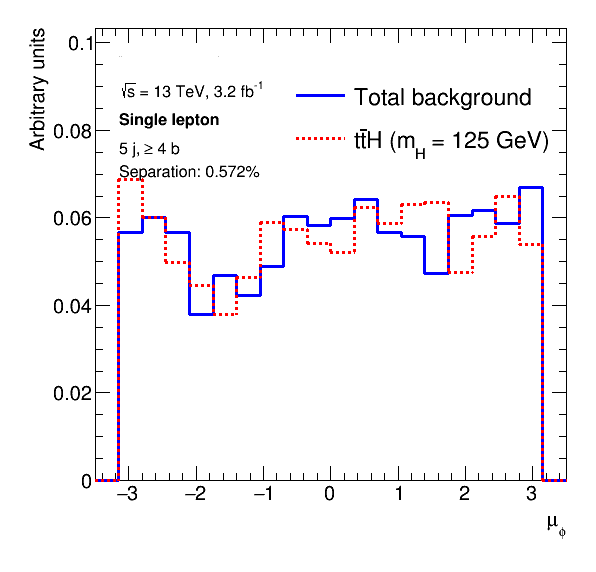 Arbitrary units
0.1
0.08
0.06
0.04
0.02
0
√s = 13 TeV, 3.2 fb⁻¹
Single lepton
5 j, ≥ 4 b
Separation: 0.572%
Total background
tt̄H (m_H = 125 GeV)
−3 −2 −1 0 1 2 3
μ_ϕ